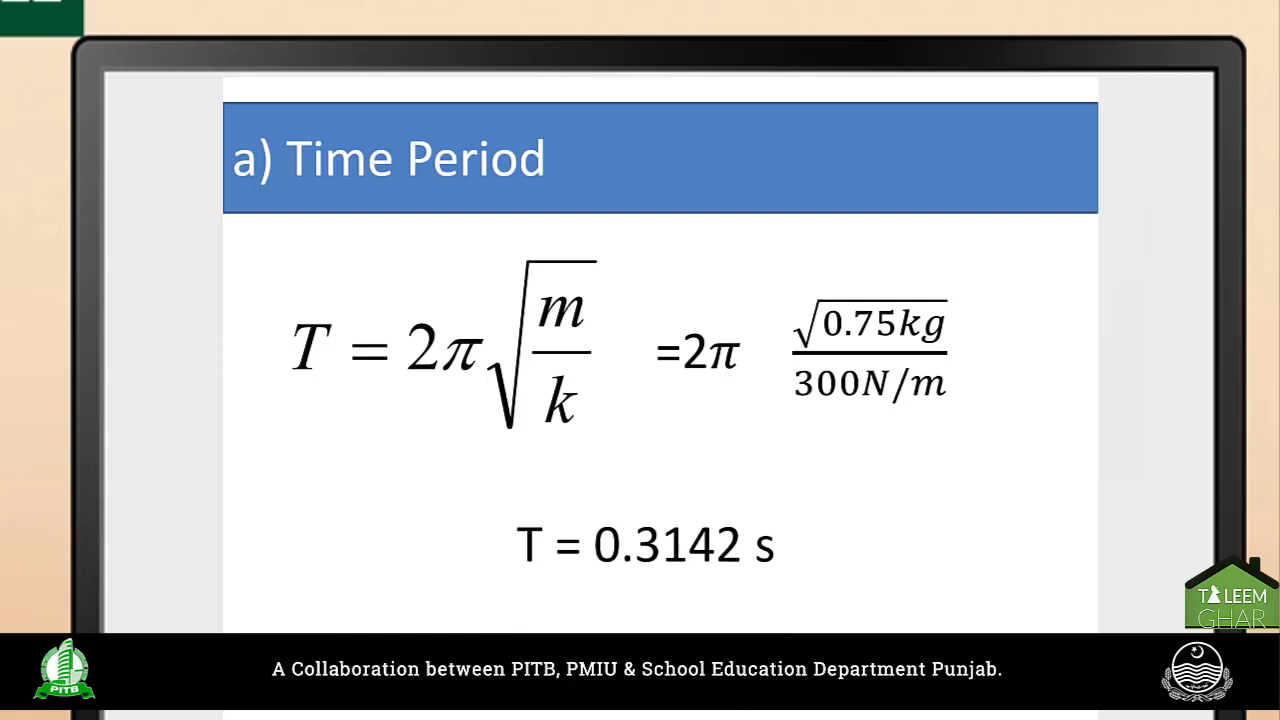 a) Time Period
T = 2π√(m/k) =2π √0.75kg/300N/m
T = 0.3142 s
TALEEM
GHAR
PITB
A Collaboration between PITB, PMIU & School Education Department Punjab.